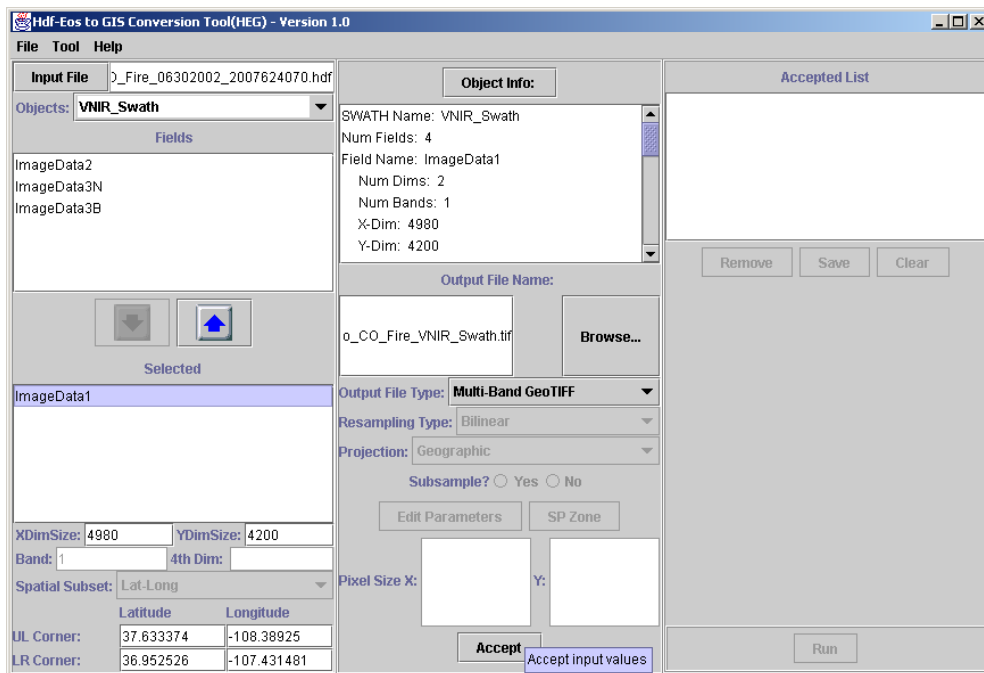 Hdf-Eos to GIS Conversion Tool(HEG) - Version 1.0
File Tool Help
Input File
_Fire_06302002_2007624070.hdf
Objects: VNIR_Swath
Fields
ImageData2
ImageData3N
ImageData3B
Selected
ImageData1
XDimSize: 4980 YDimSize: 4200
Band: 1 4th Dim:
Spatial Subset: Lat-Long
Latitude Longitude
UL Corner: 37.633374 -108.38925
LR Corner: 36.952526 -107.431481
Object Info:
SWATH Name: VNIR_Swath
Num Fields: 4
Field Name: ImageData1
Num Dims: 2
Num Bands: 1
X-Dim: 4980
Y-Dim: 4200
Output File Name:
o_CO_Fire_VNIR_Swath.tif Browse...
Output File Type: Multi-Band GeoTIFF
Resampling Type: Bilinear
Projection: Geographic
Subsample? Yes No
Edit Parameters SP Zone
Pixel Size X: Y:
Accept
Accept input values
Accepted List
Remove Save Clear
Run